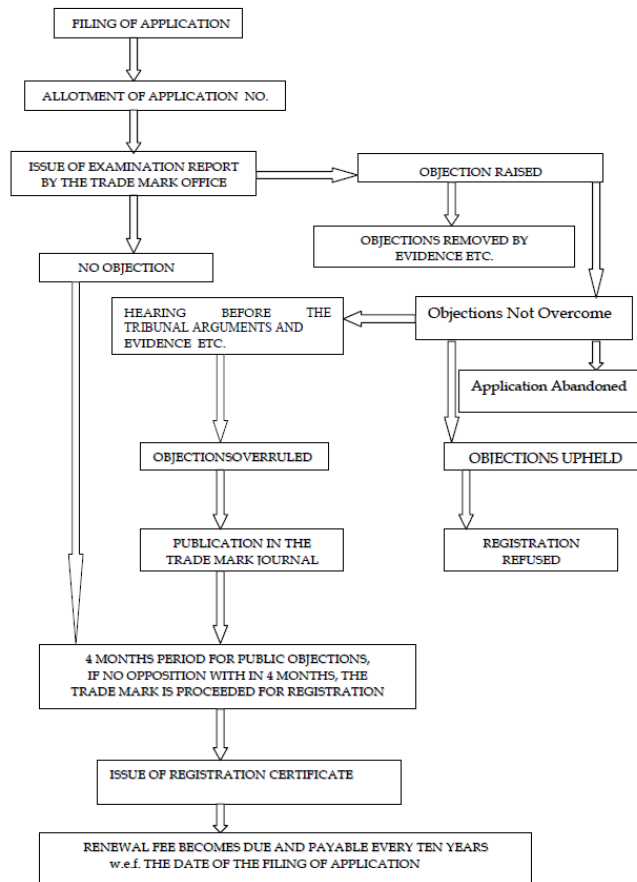 FILING OF APPLICATION
ALLOTMENT OF APPLICATION NO.
ISSUE OF EXAMINATION REPORT
BY THE TRADE MARK OFFICE
OBJECTION RAISED
OBJECTIONS REMOVED BY
EVIDENCE ETC.
NO OBJECTION
HEARING BEFORE THE
TRIBUNAL ARGUMENTS AND
EVIDENCE ETC.
Objections Not Overcome
Application Abandoned
OBJECTIONSOVERRULED
OBJECTIONS UPHELD
PUBLICATION IN THE
TRADE MARK JOURNAL
REGISTRATION
REFUSED
4 MONTHS PERIOD FOR PUBLIC OBJECTIONS,
IF NO OPPOSITION WITH IN 4 MONTHS, THE
TRADE MARK IS PROCEEDED FOR REGISTRATION
ISSUE OF REGISTRATION CERTIFICATE
RENEWAL FEE BECOMES DUE AND PAYABLE EVERY TEN YEARS
w.e.f. THE DATE OF THE FILING OF APPLICATION